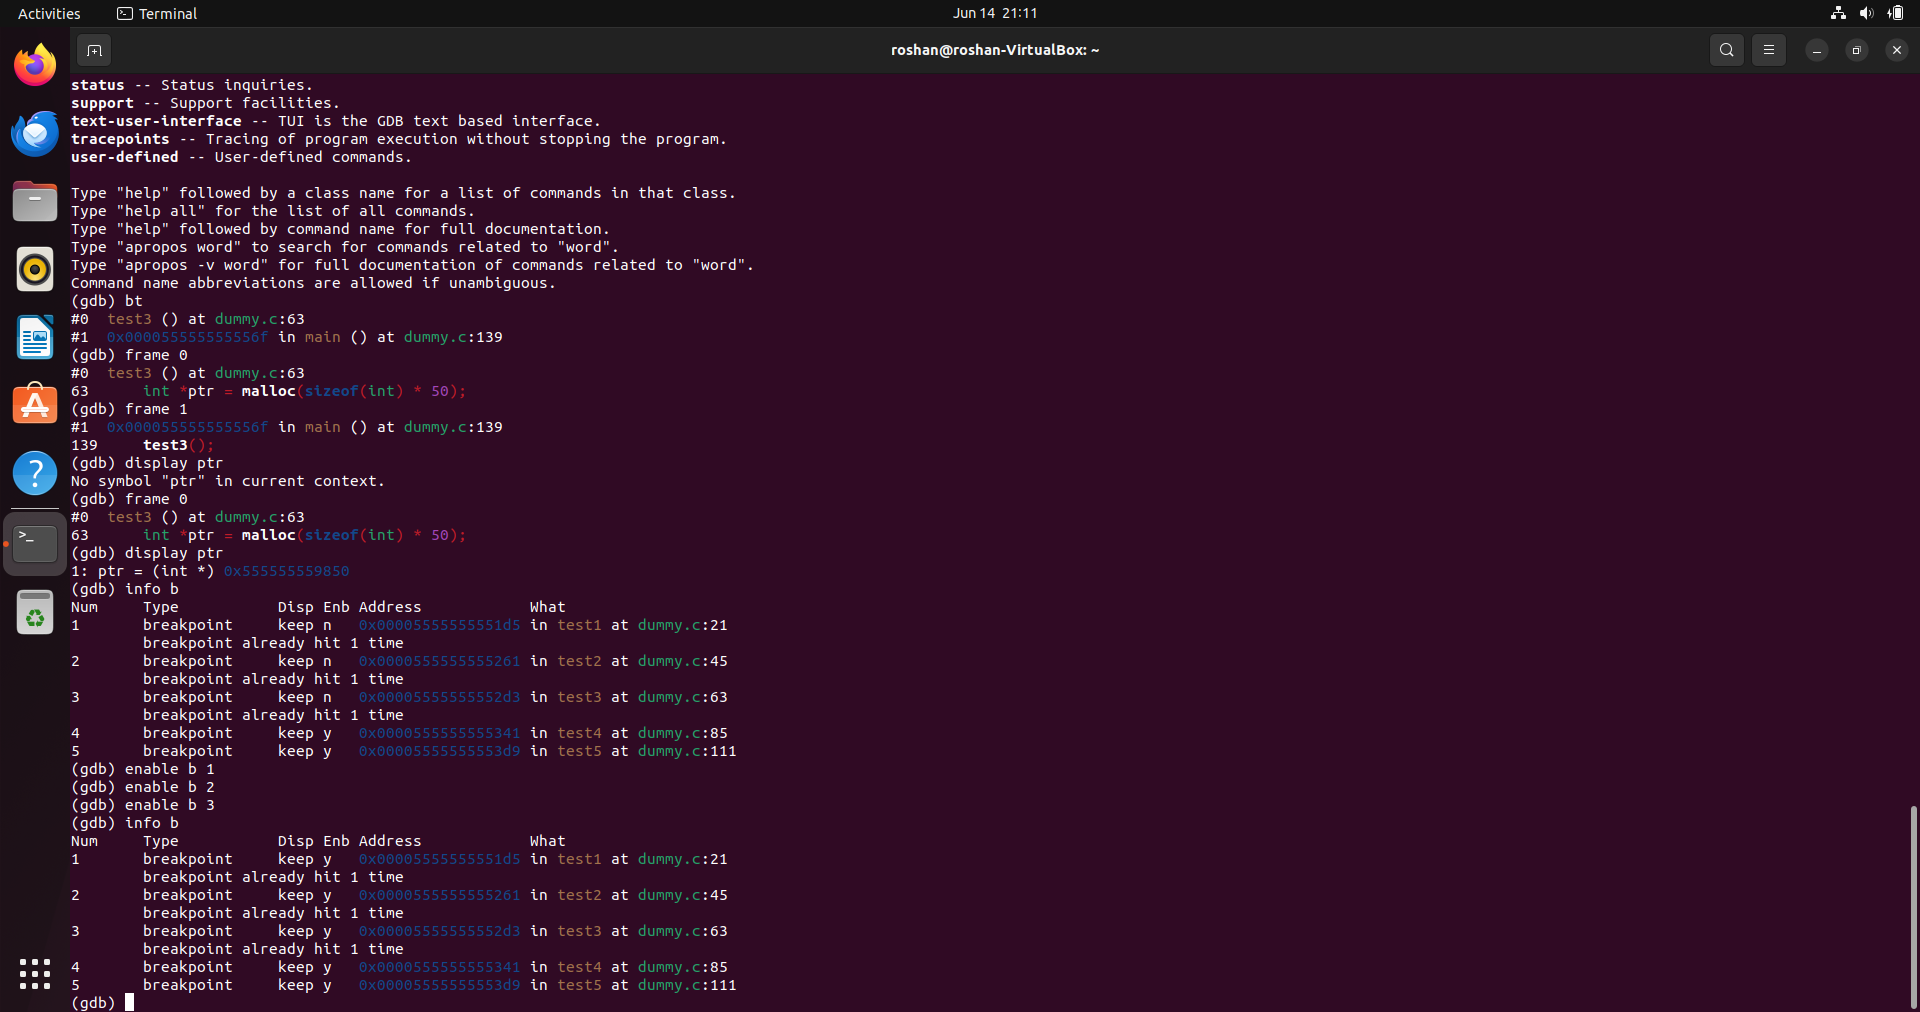 Activities Terminal Jun 14 21:11
roshan@roshan-VirtualBox: ~
status -- Status inquiries.
support -- Support facilities.
text-user-interface -- TUI is the GDB text based interface.
tracepoints -- Tracing of program execution without stopping the program.
user-defined -- User-defined commands.
Type "help" followed by a class name for a list of commands in that class.
Type "help all" for the list of all commands.
Type "help" followed by command name for full documentation.
Type "apropos word" to search for commands related to "word".
Type "apropos -v word" for full documentation of commands related to "word".
Command name abbreviations are allowed if unambiguous.
(gdb) bt
#0  test3 () at dummy.c:63
#1  0x000055555555556f in main () at dummy.c:139
(gdb) frame 0
#0  test3 () at dummy.c:63
63      int *ptr = malloc(sizeof(int) * 50);
(gdb) frame 1
#1  0x000055555555556f in main () at dummy.c:139
139     test3();
(gdb) display ptr
No symbol "ptr" in current context.
(gdb) frame 0
#0  test3 () at dummy.c:63
63      int *ptr = malloc(sizeof(int) * 50);
(gdb) display ptr
1: ptr = (int *) 0x555555559850
(gdb) info b
Num     Type           Disp Enb Address            What
1       breakpoint     keep n   0x00005555555551d5 in test1 at dummy.c:21
        breakpoint already hit 1 time
2       breakpoint     keep n   0x0000555555555261 in test2 at dummy.c:45
        breakpoint already hit 1 time
3       breakpoint     keep n   0x00005555555552d3 in test3 at dummy.c:63
        breakpoint already hit 1 time
4       breakpoint     keep y   0x0000555555555341 in test4 at dummy.c:85
5       breakpoint     keep y   0x00005555555553d9 in test5 at dummy.c:111
(gdb) enable b 1
(gdb) enable b 2
(gdb) enable b 3
(gdb) info b
Num     Type           Disp Enb Address            What
1       breakpoint     keep y   0x00005555555551d5 in test1 at dummy.c:21
        breakpoint already hit 1 time
2       breakpoint     keep y   0x0000555555555261 in test2 at dummy.c:45
        breakpoint already hit 1 time
3       breakpoint     keep y   0x00005555555552d3 in test3 at dummy.c:63
        breakpoint already hit 1 time
4       breakpoint     keep y   0x0000555555555341 in test4 at dummy.c:85
5       breakpoint     keep y   0x00005555555553d9 in test5 at dummy.c:111
(gdb)